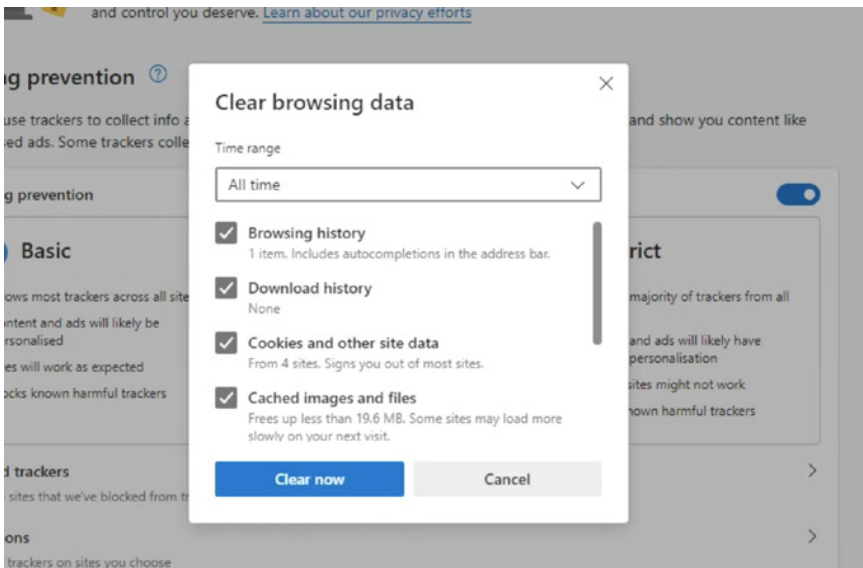 and control you deserve. Learn about our privacy efforts
ng prevention ?
use trackers to collect info a
and show you content like
sed ads. Some trackers colle
g prevention
Basic
ows most trackers across all site
ontent and ads will likely be
rsonalised
es will work as expected
ocks known harmful trackers
rict
majority of trackers from all
and ads will likely have
personalisation
sites might not work
nown harmful trackers
d trackers
sites that we've blocked from tr
ons
trackers on sites you choose
Clear browsing data
Time range
All time
Browsing history
1 item. Includes autocompletions in the address bar.
Download history
None
Cookies and other site data
From 4 sites. Signs you out of most sites.
Cached images and files
Frees up less than 19.6 MB. Some sites may load more
slowly on your next visit.
Clear now
Cancel